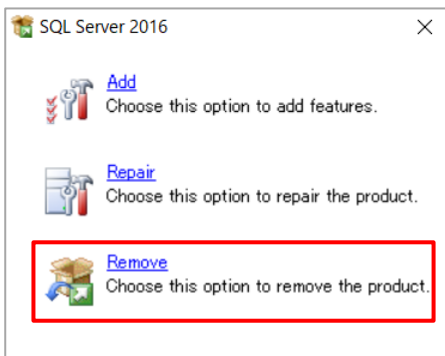 SQL Server 2016
Add
Choose this option to add features.
Repair
Choose this option to repair the product.
Remove
Choose this option to remove the product.